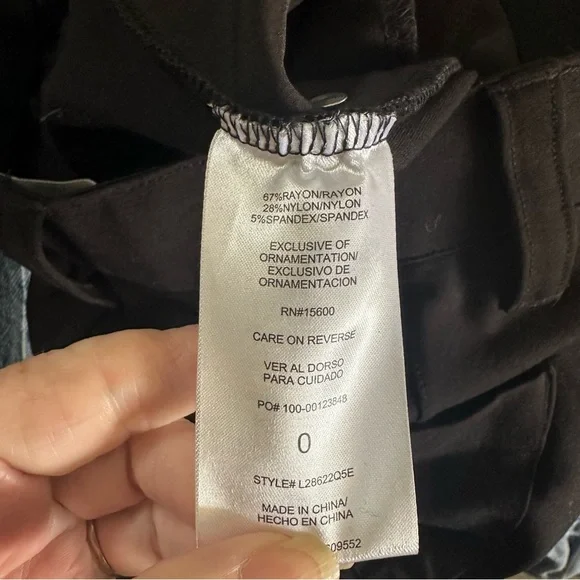 67%RAYON/RAYON
28%NYLON/NYLON
5%SPANDEX/SPANDEX
EXCLUSIVE OF
ORNAMENTATION/
EXCLUSIVO DE
ORNAMENTACION
RN#15600
CARE ON REVERSE
VER AL DORSO
PARA CUIDADO
PO# 100-00123848
0
STYLE# L28622Q5E
MADE IN CHINA/
HECHO EN CHINA